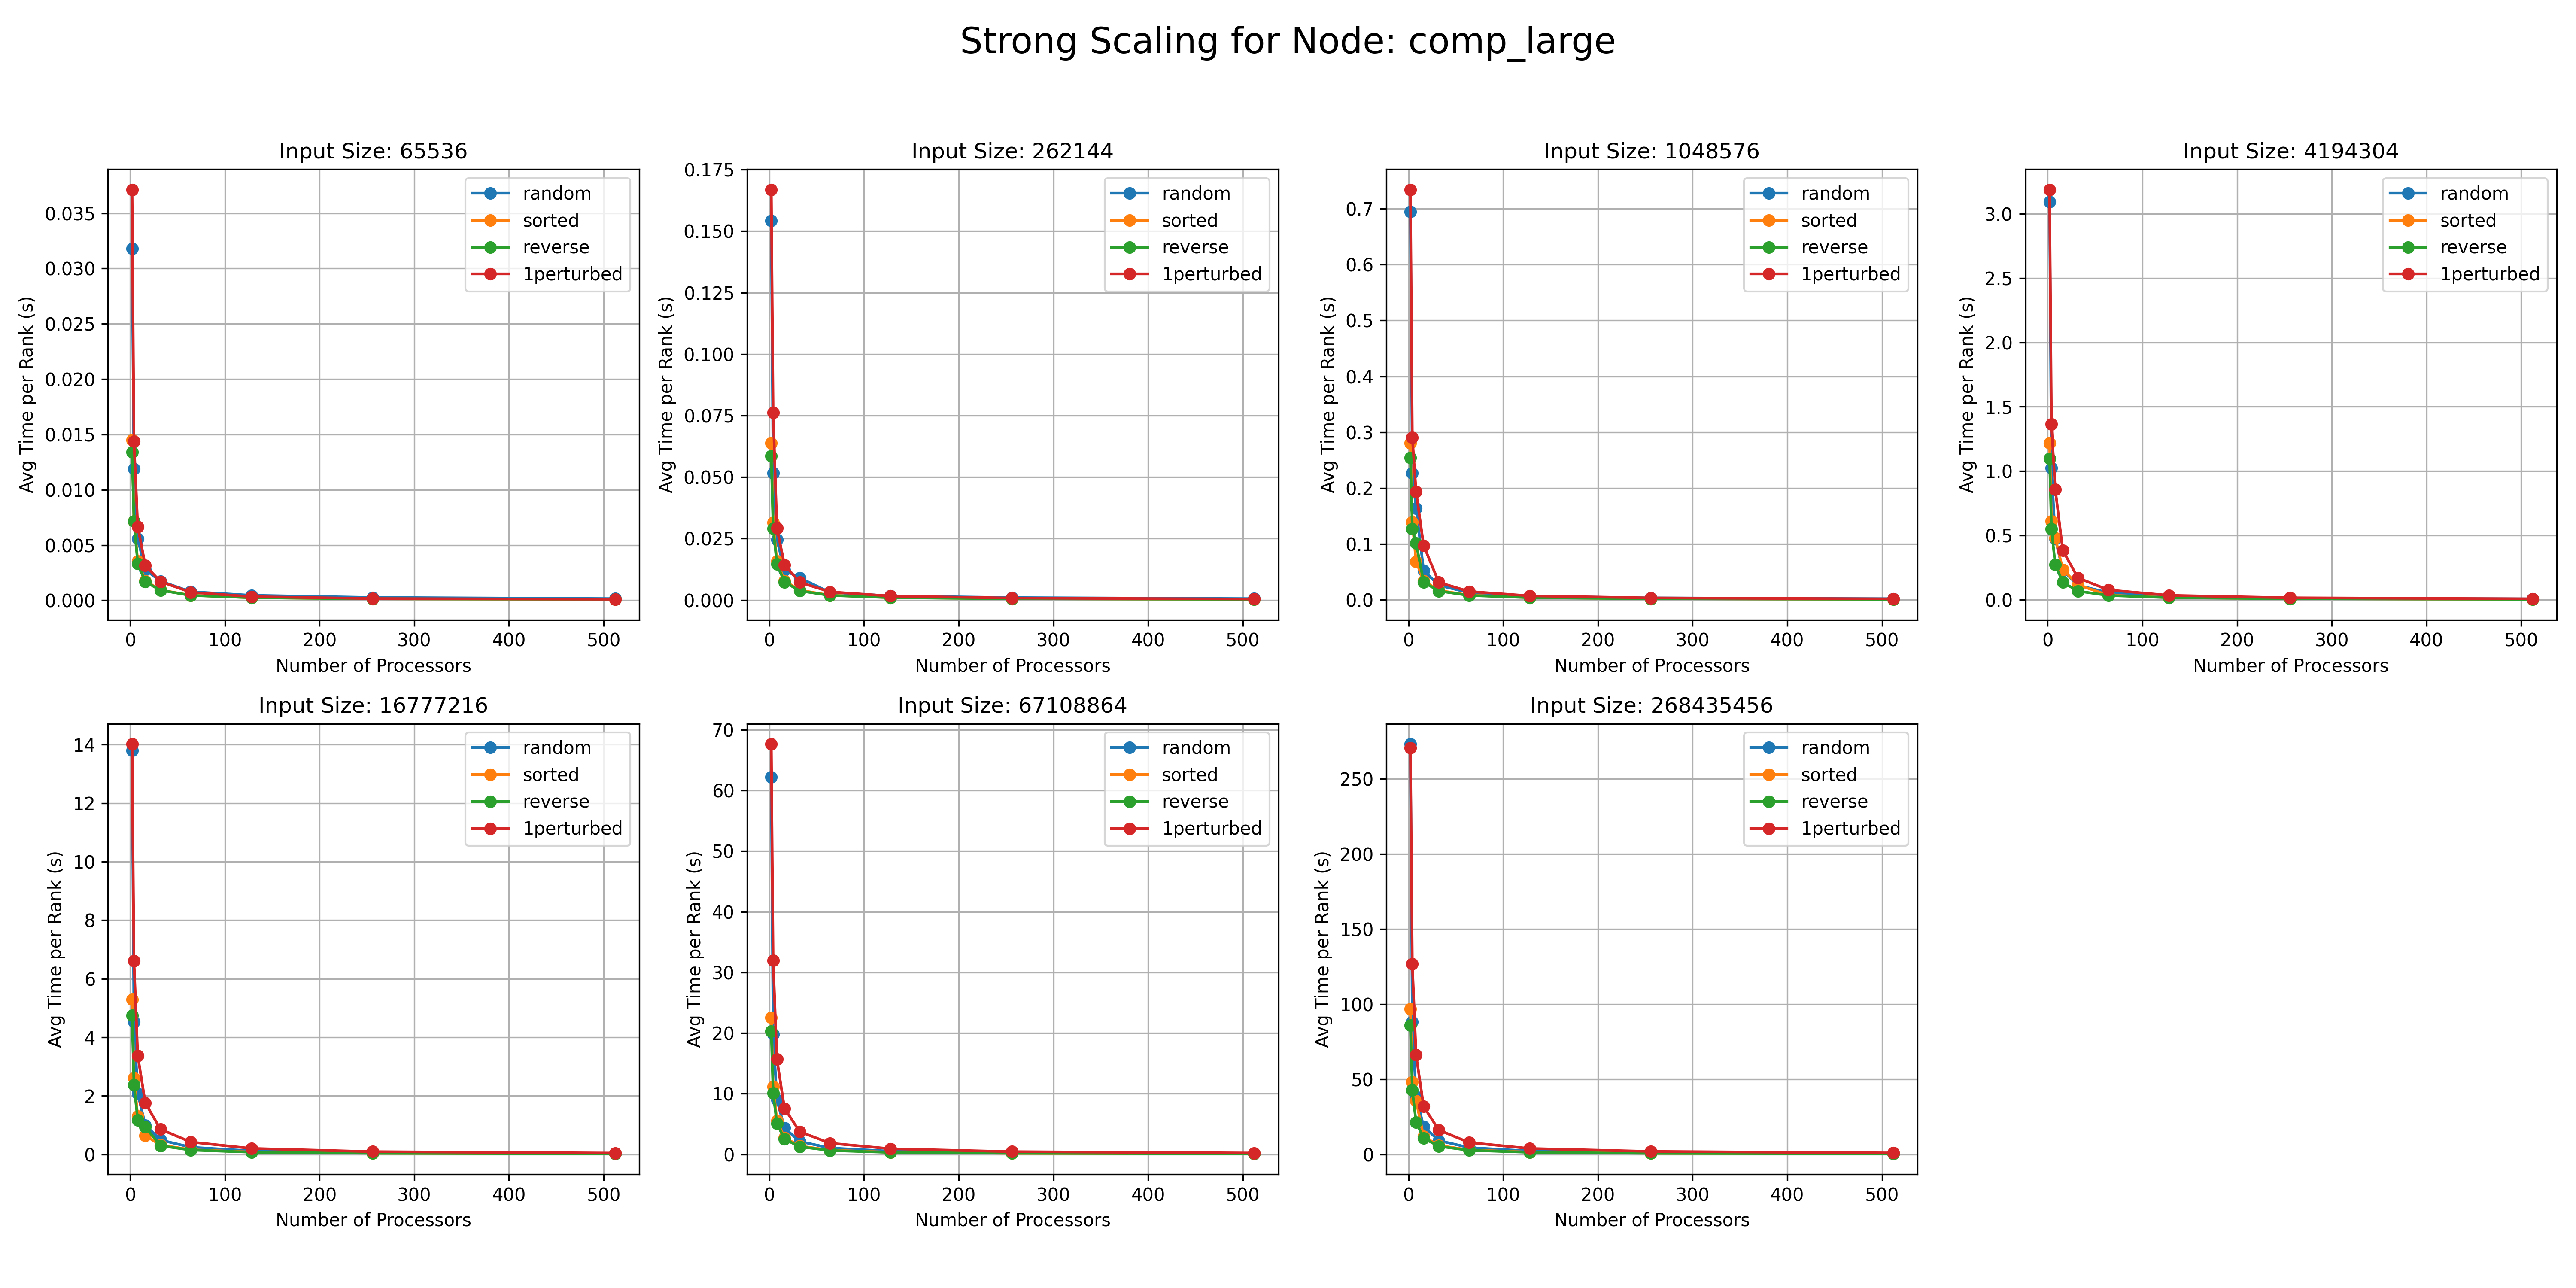 Strong Scaling for Node: comp_large
Input Size: 65536
Avg Time per Rank (s)
0.035
0.030
0.025
0.020
0.015
0.010
0.005
0.000
random
sorted
reverse
1perturbed
0 100 200 300 400 500
Number of Processors
Input Size: 262144
Avg Time per Rank (s)
0.175
0.150
0.125
0.100
0.075
0.050
0.025
0.000
random
sorted
reverse
1perturbed
0 100 200 300 400 500
Number of Processors
Input Size: 1048576
Avg Time per Rank (s)
0.7
0.6
0.5
0.4
0.3
0.2
0.1
0.0
random
sorted
reverse
1perturbed
0 100 200 300 400 500
Number of Processors
Input Size: 4194304
Avg Time per Rank (s)
3.0
2.5
2.0
1.5
1.0
0.5
0.0
random
sorted
reverse
1perturbed
0 100 200 300 400 500
Number of Processors
Input Size: 16777216
Avg Time per Rank (s)
14
12
10
8
6
4
2
0
random
sorted
reverse
1perturbed
0 100 200 300 400 500
Number of Processors
Input Size: 67108864
Avg Time per Rank (s)
70
60
50
40
30
20
10
0
random
sorted
reverse
1perturbed
0 100 200 300 400 500
Number of Processors
Input Size: 268435456
Avg Time per Rank (s)
250
200
150
100
50
0
random
sorted
reverse
1perturbed
0 100 200 300 400 500
Number of Processors